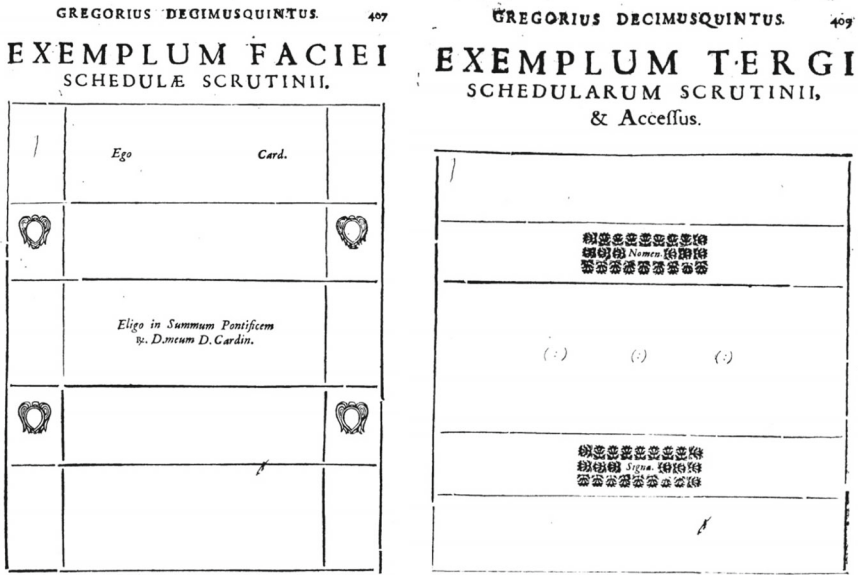 GREGORIUS DECIMUSQUINTUS. 407
EXEMPLUM FACIEI
SCHEDULÆ SCRUTINII.
Ego Card.
Eligo in Summum Pontificem
R. D.meum D. Cardin.
GREGORIUS DECIMUSQUINTUS. 409
EXEMPLUM TERGI
SCHEDULARUM SCRUTINII,
& Acceſſus.
Nomen.
(:) (:) (:)
Signa.